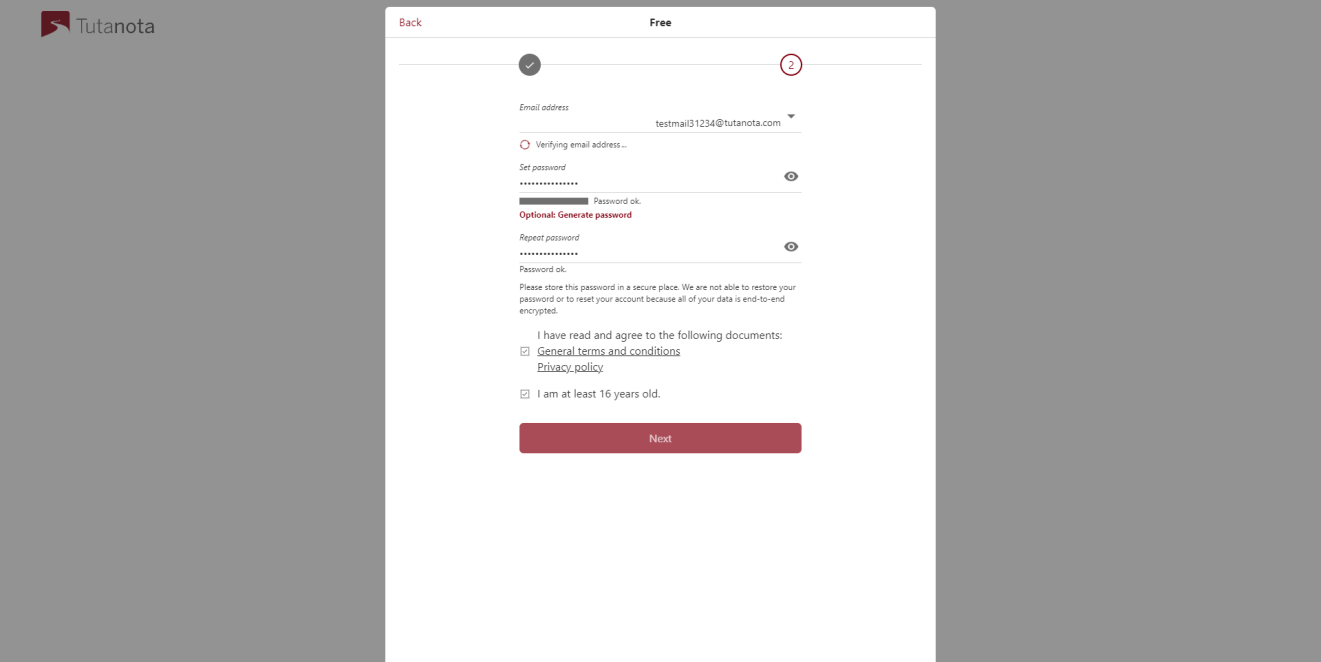 Tutanota
Back
Free
2
Email address
testmail31234@tutanota.com
Verifying email address...
Set password
•••••••••••••••
Password ok.
Optional: Generate password
Repeat password
•••••••••••••••
Password ok.
Please store this password in a secure place. We are not able to restore your
password or to reset your account because all of your data is end-to-end
encrypted.
I have read and agree to the following documents:
General terms and conditions
Privacy policy
I am at least 16 years old.
Next